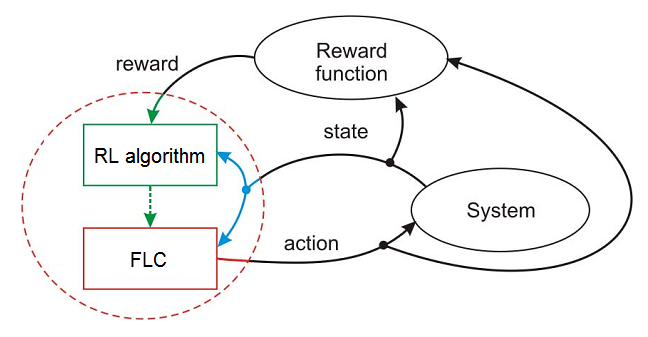 Reward
function
reward
state
RL algorithm
System
action
FLC